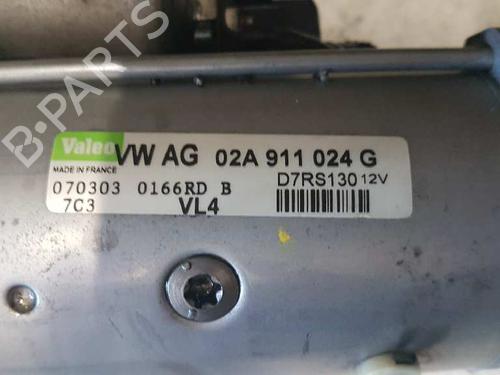 Valeo VW AG 02A 911 024 G
MADE IN FRANCE
070303 0166RD B D7RS130 12V
7C3 VL4
B-PARTS